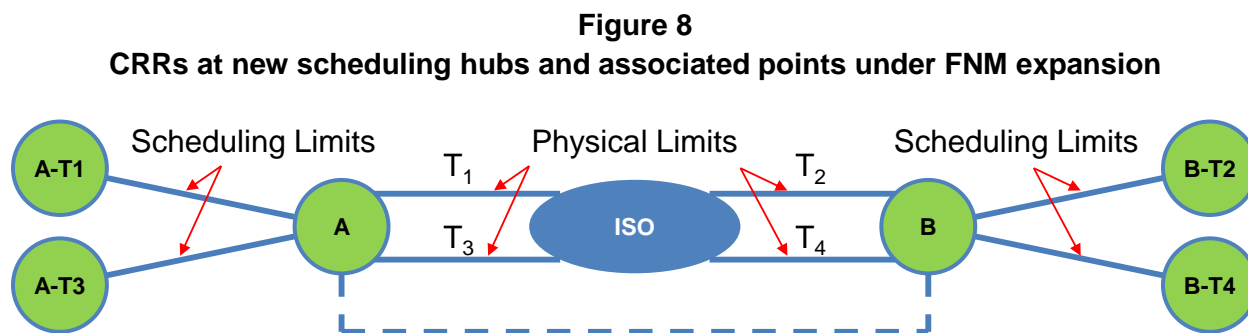 Figure 8
CRRs at new scheduling hubs and associated points under FNM expansion
Scheduling Limits
Physical Limits
Scheduling Limits
A-T1
T1
T2
B-T2
A
ISO
B
A-T3
T3
T4
B-T4